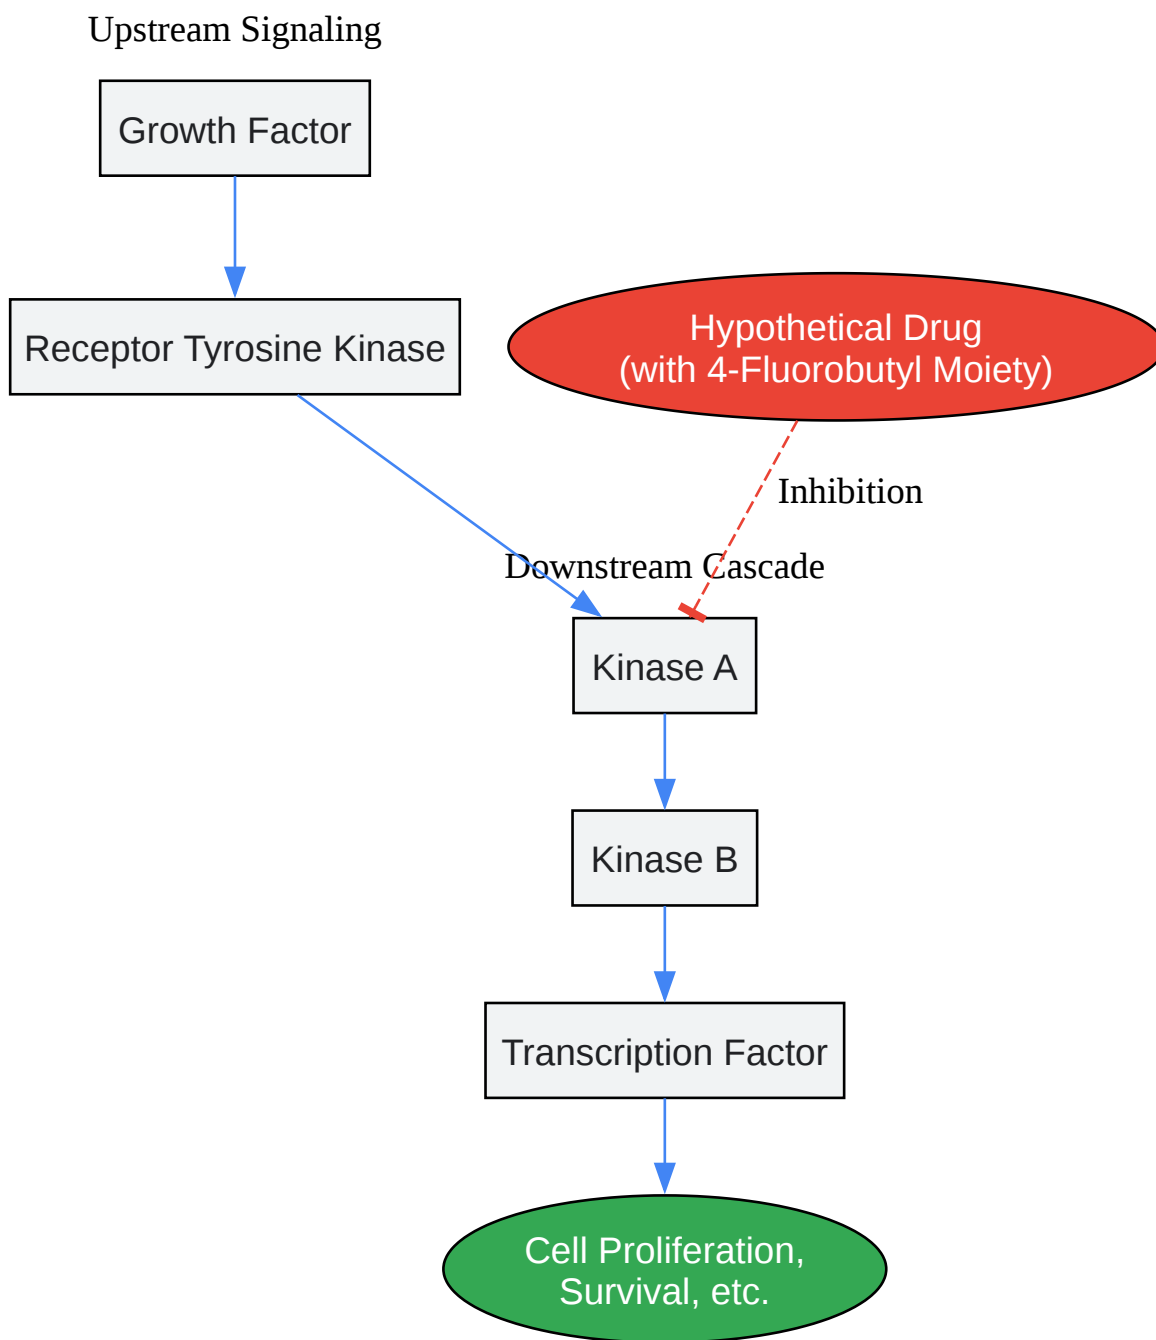 Upstream Signaling
Growth Factor
Receptor Tyrosine Kinase
Hypothetical Drug
(with 4-Fluorobutyl Moiety)
Inhibition
Downstream Cascade
Kinase A
Kinase B
Transcription Factor
Cell Proliferation,
Survival, etc.